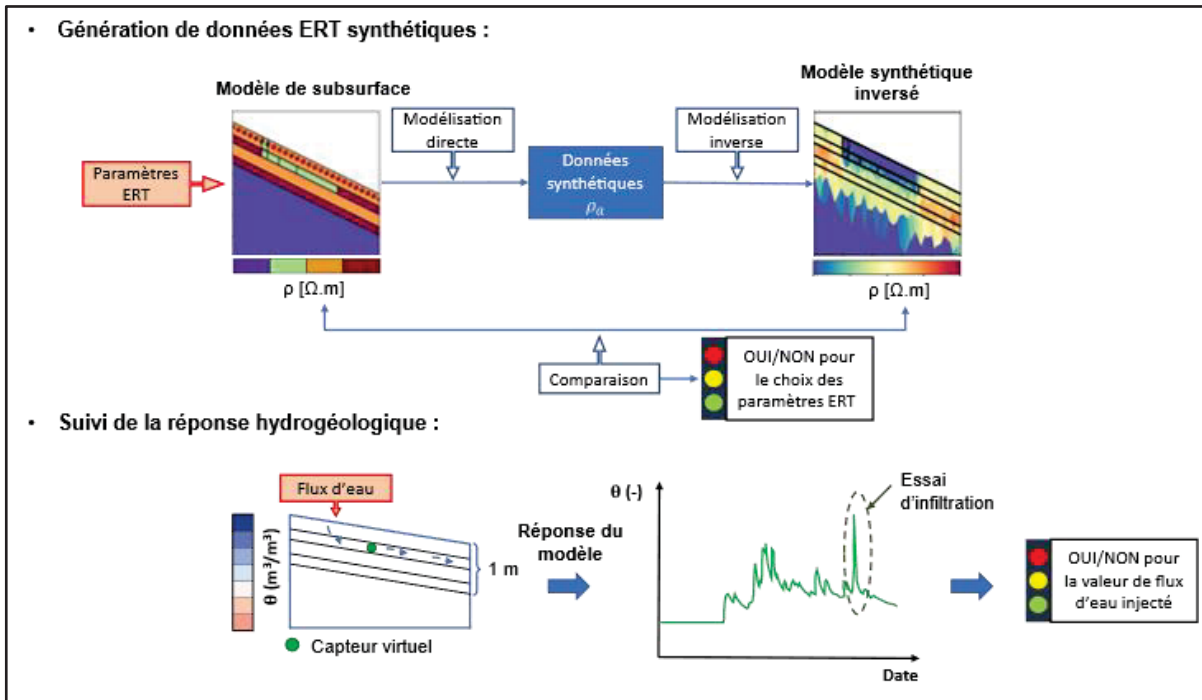 • Génération de données ERT synthétiques :
Modèle de subsurface
Modèle synthétique
inversé
Modélisation
directe
Modélisation
inverse
Paramètres
ERT
Données
synthétiques
ρα
ρ [Ω.m]
ρ [Ω.m]
Comparaison
OUI/NON pour
le choix des
paramètres ERT
• Suivi de la réponse hydrogéologique :
Flux d'eau
θ (m³/m³)
1 m
Capteur virtuel
Réponse du
modèle
θ (-)
Essai
d'infiltration
Date
OUI/NON pour
la valeur de flux
d'eau injecté